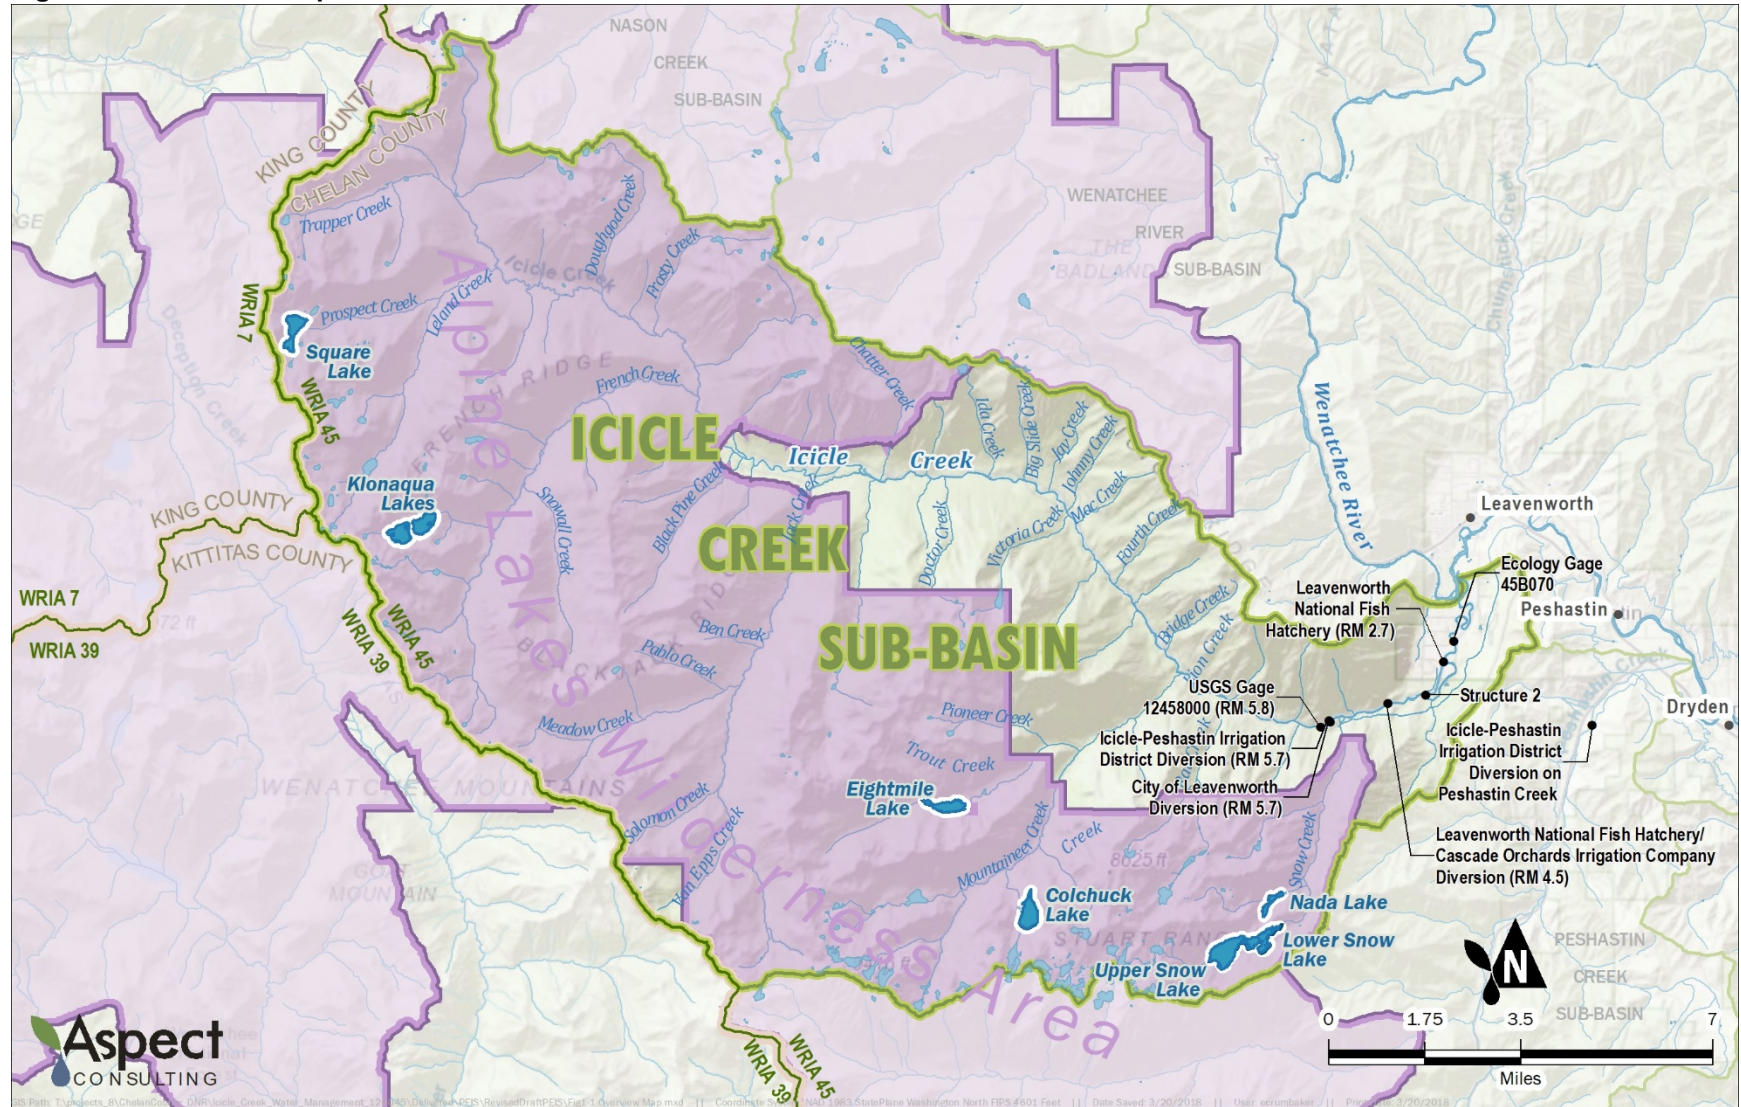 NASON
CREEK
SUB-BASIN
KING COUNTY
CHELAN COUNTY
Trapper Creek
Doughgod Creek
Frosty Creek
Icicle Creek
WENATCHEE
RIVER
SUB-BASIN
THE
BADLANDS
Chumstick Creek
Deception Creek
WRIA 7
WRIA 45
Prospect Creek
Leland Creek
Square
Lake
FRENCH RIDGE
French Creek
Chatter Creek
Ida Creek
Big Slide Creek
Jay Creek
Johnny Creek
Mac Creek
Fourth Creek
Wenatchee River
ICICLE
CREEK
SUB-BASIN
Icicle Creek
Alpine Lakes Wilderness Area
Klonaqua
Lakes
Snowall Creek
Black Pine Creek
Jack Creek
Doctor Creek
Victoria Creek
Bridge Creek
KING COUNTY
KITTITAS COUNTY
WRIA 7
WRIA 39
WRIA 45
WRIA 39
Leavenworth
Ecology Gage
45B070
Leavenworth
National Fish
Hatchery (RM 2.7)
Peshastin
Ben Creek
Pablo Creek
Meadow Creek
Pioneer Creek
Trout Creek
USGS Gage
12458000 (RM 5.8)
Structure 2
Dryden
Icicle-Peshastin Irrigation
District Diversion (RM 5.7)
Icicle-Peshastin
Irrigation District
Diversion on
Peshastin Creek
City of Leavenworth
Diversion (RM 5.7)
WENATCHEE MOUNTAINS
Eightmile
Lake
Solomon Creek
Van Epps Creek
Mountaineer Creek
Creek
Snow Creek
Leavenworth National Fish Hatchery/
Cascade Orchards Irrigation Company
Diversion (RM 4.5)
MOUNTAIN
Colchuck
Lake
Nada Lake
Lower Snow
Lake
Upper Snow
Lake
N
PESHASTIN
CREEK
SUB-BASIN
0 1.75 3.5 7
Miles
WRIA 39
WRIA 45
Aspect
CONSULTING